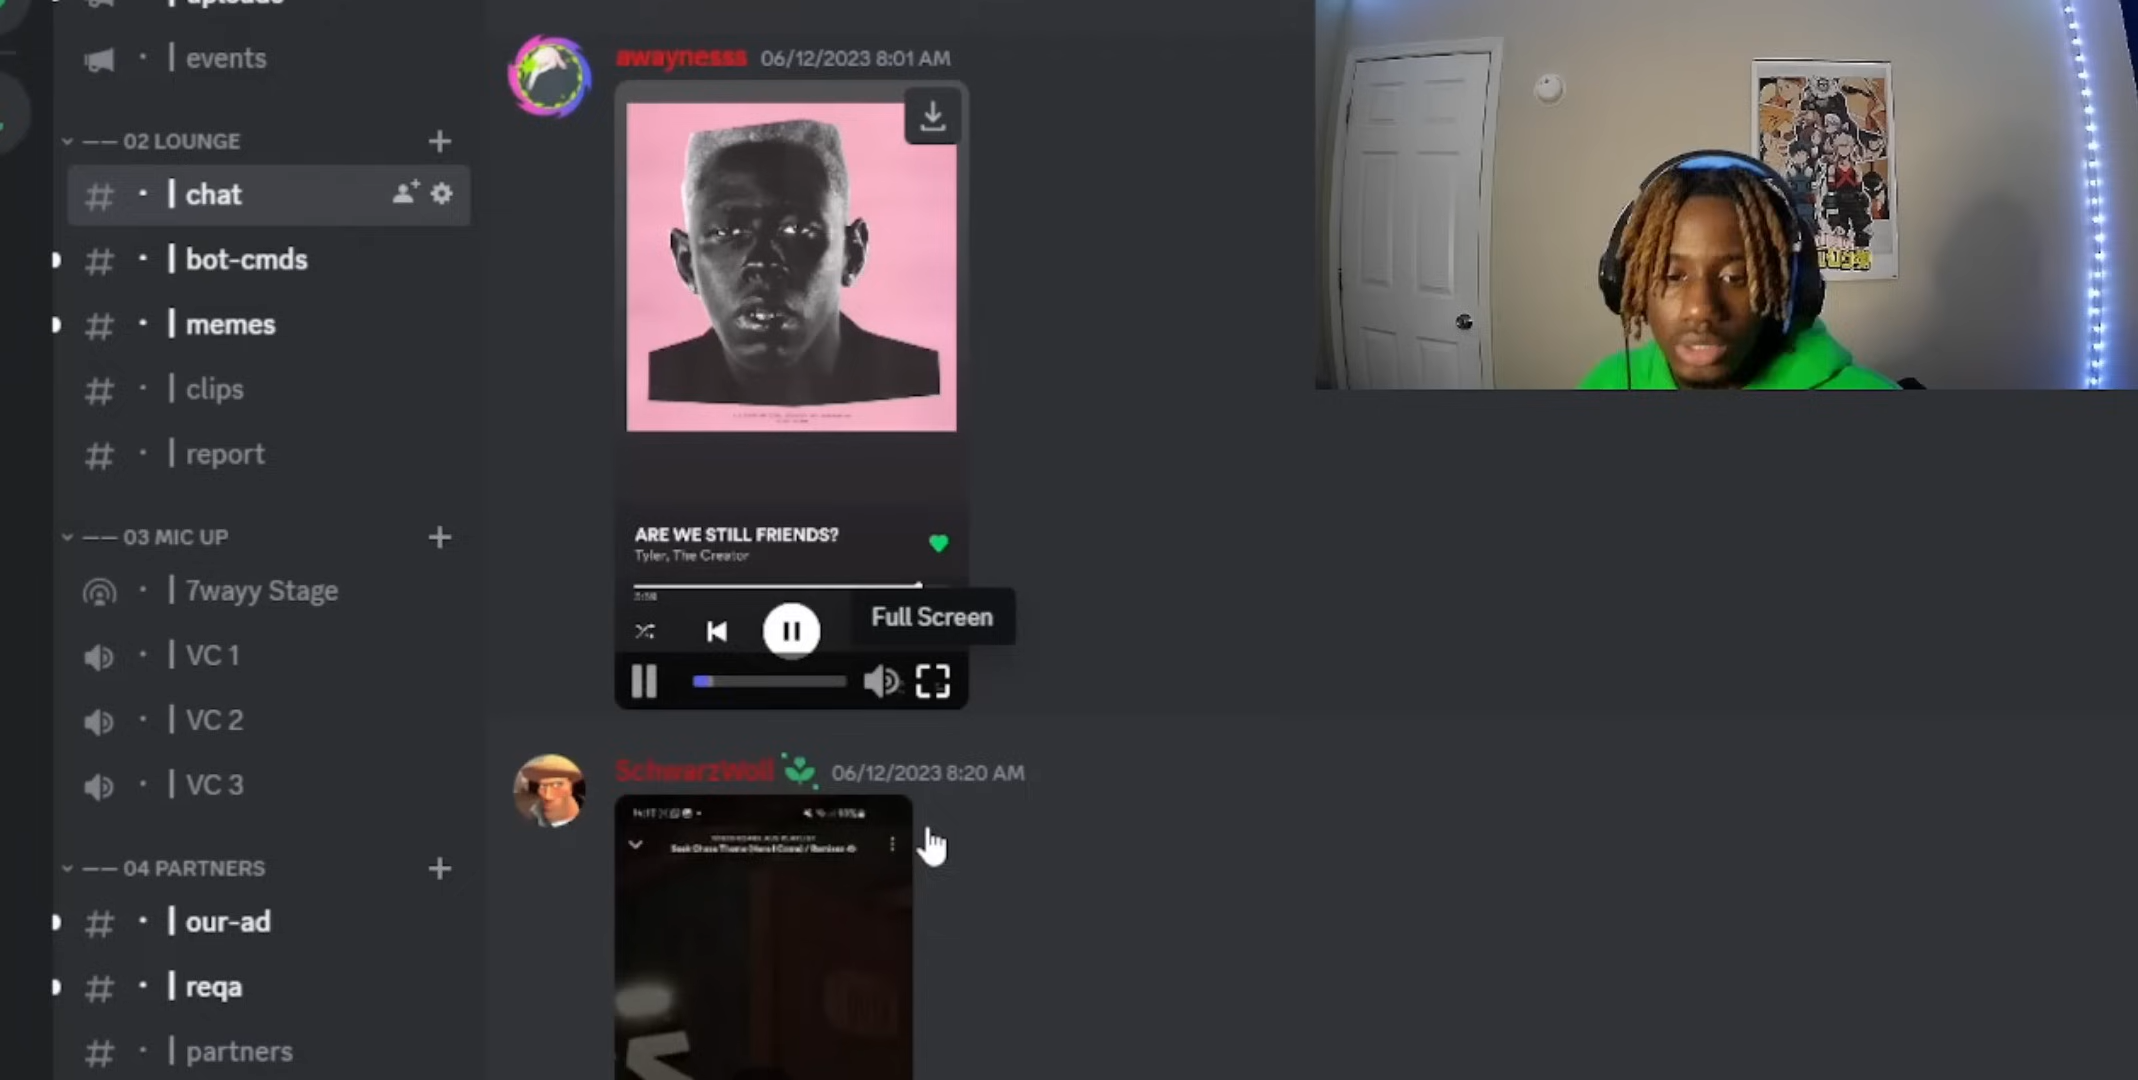 uploads
| events
—— 02 LOUNGE
| chat
| bot-cmds
| memes
| clips
| report
—— 03 MIC UP
| 7wayy Stage
| VC 1
| VC 2
| VC 3
—— 04 PARTNERS
| our-ad
| reqa
| partners
awaynesss 06/12/2023 8:01 AM
ARE WE STILL FRIENDS?
Tyler, The Creator
Full Screen
SchwarzWoll 06/12/2023 8:20 AM